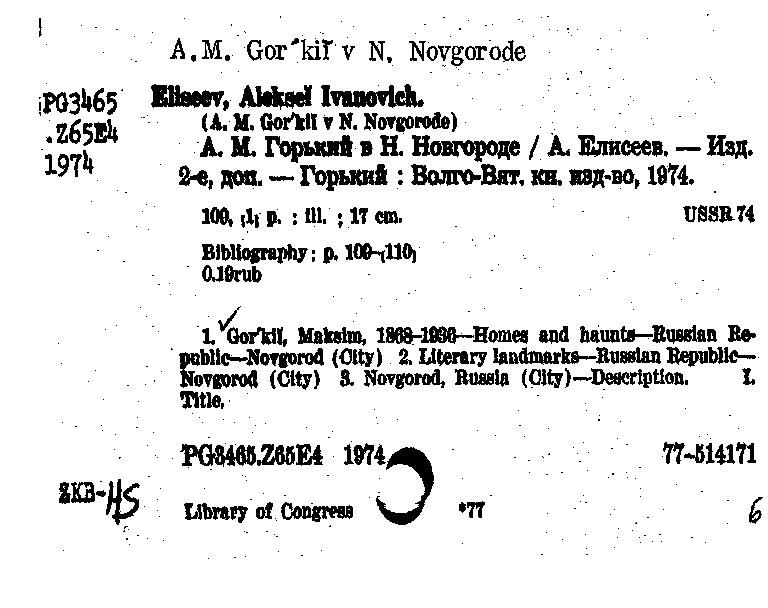 A.M. Gor'kiĭ v N. Novgorode
PG3465
.Z65E4
1974
Eliseev, Alekseĭ Ivanovich.
(A. M. Gor'kiĭ v N. Novgorode)
А. М. Горький в Н. Новгороде / А. Елисеев. — Изд.
2-е, доп. — Горький : Волго-Вят. кн. изд-во, 1974.
100, [1] p. : ill. ; 17 cm. USSR 74
Bibliography: p. 109-[110]
0.19rub
1. Gor'kiĭ, Maksim, 1868-1936—Homes and haunts—Russian Re-
public—Novgorod (City) 2. Literary landmarks—Russian Republic—
Novgorod (City) 3. Novgorod, Russia (City)—Description. I.
Title.
PG3465.Z65E4 1974 77-514171
ZKB-HS
Library of Congress *77 6